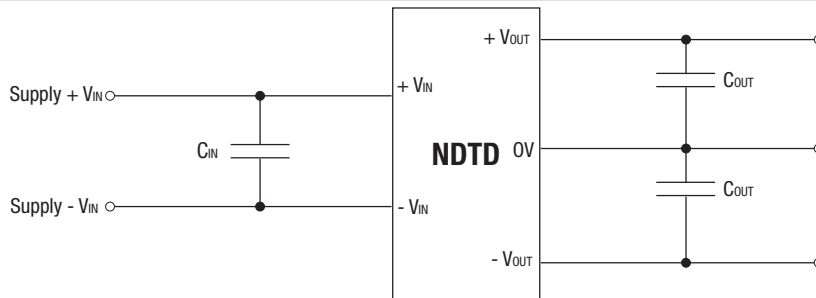 + VOUT
Supply + VIN
+ VIN
COUT
CIN
NDTD
0V
COUT
Supply - VIN
- VIN
- VOUT